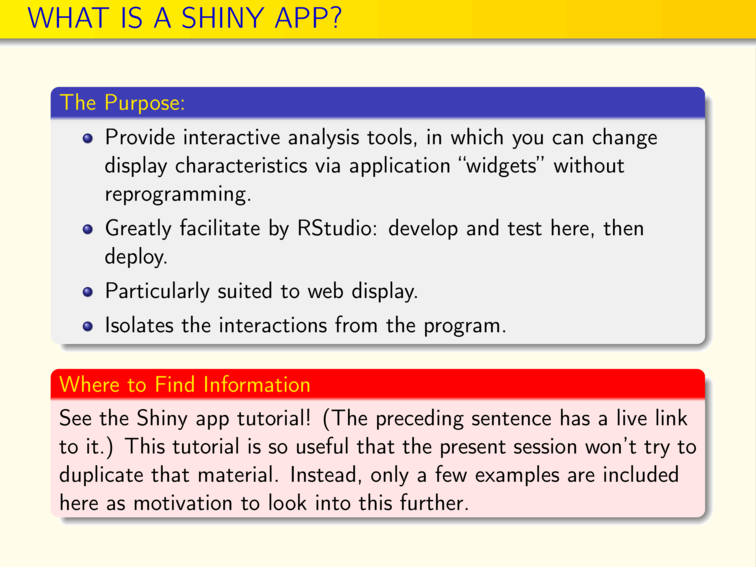 WHAT IS A SHINY APP?
The Purpose:
Provide interactive analysis tools, in which you can change
display characteristics via application “widgets” without
reprogramming.
Greatly facilitate by RStudio: develop and test here, then
deploy.
Particularly suited to web display.
Isolates the interactions from the program.
Where to Find Information
See the Shiny app tutorial! (The preceding sentence has a live link
to it.) This tutorial is so useful that the present session won’t try to
duplicate that material. Instead, only a few examples are included
here as motivation to look into this further.